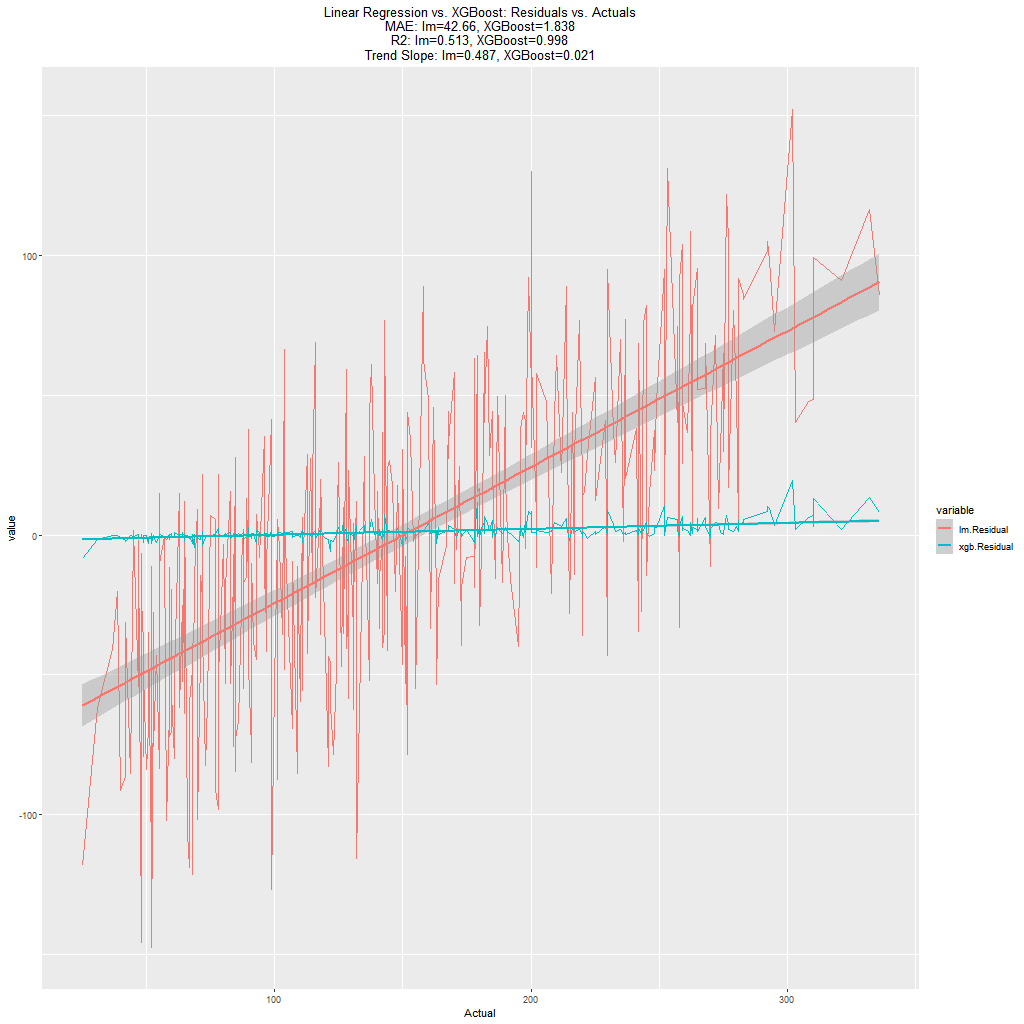 Linear Regression vs. XGBoost: Residuals vs. Actuals
MAE: lm=42.66, XGBoost=1.838
R2: lm=0.513, XGBoost=0.998
Trend Slope: lm=0.487, XGBoost=0.021
value
100
0
-100
100
200
300
Actual
variable
lm.Residual
xgb.Residual